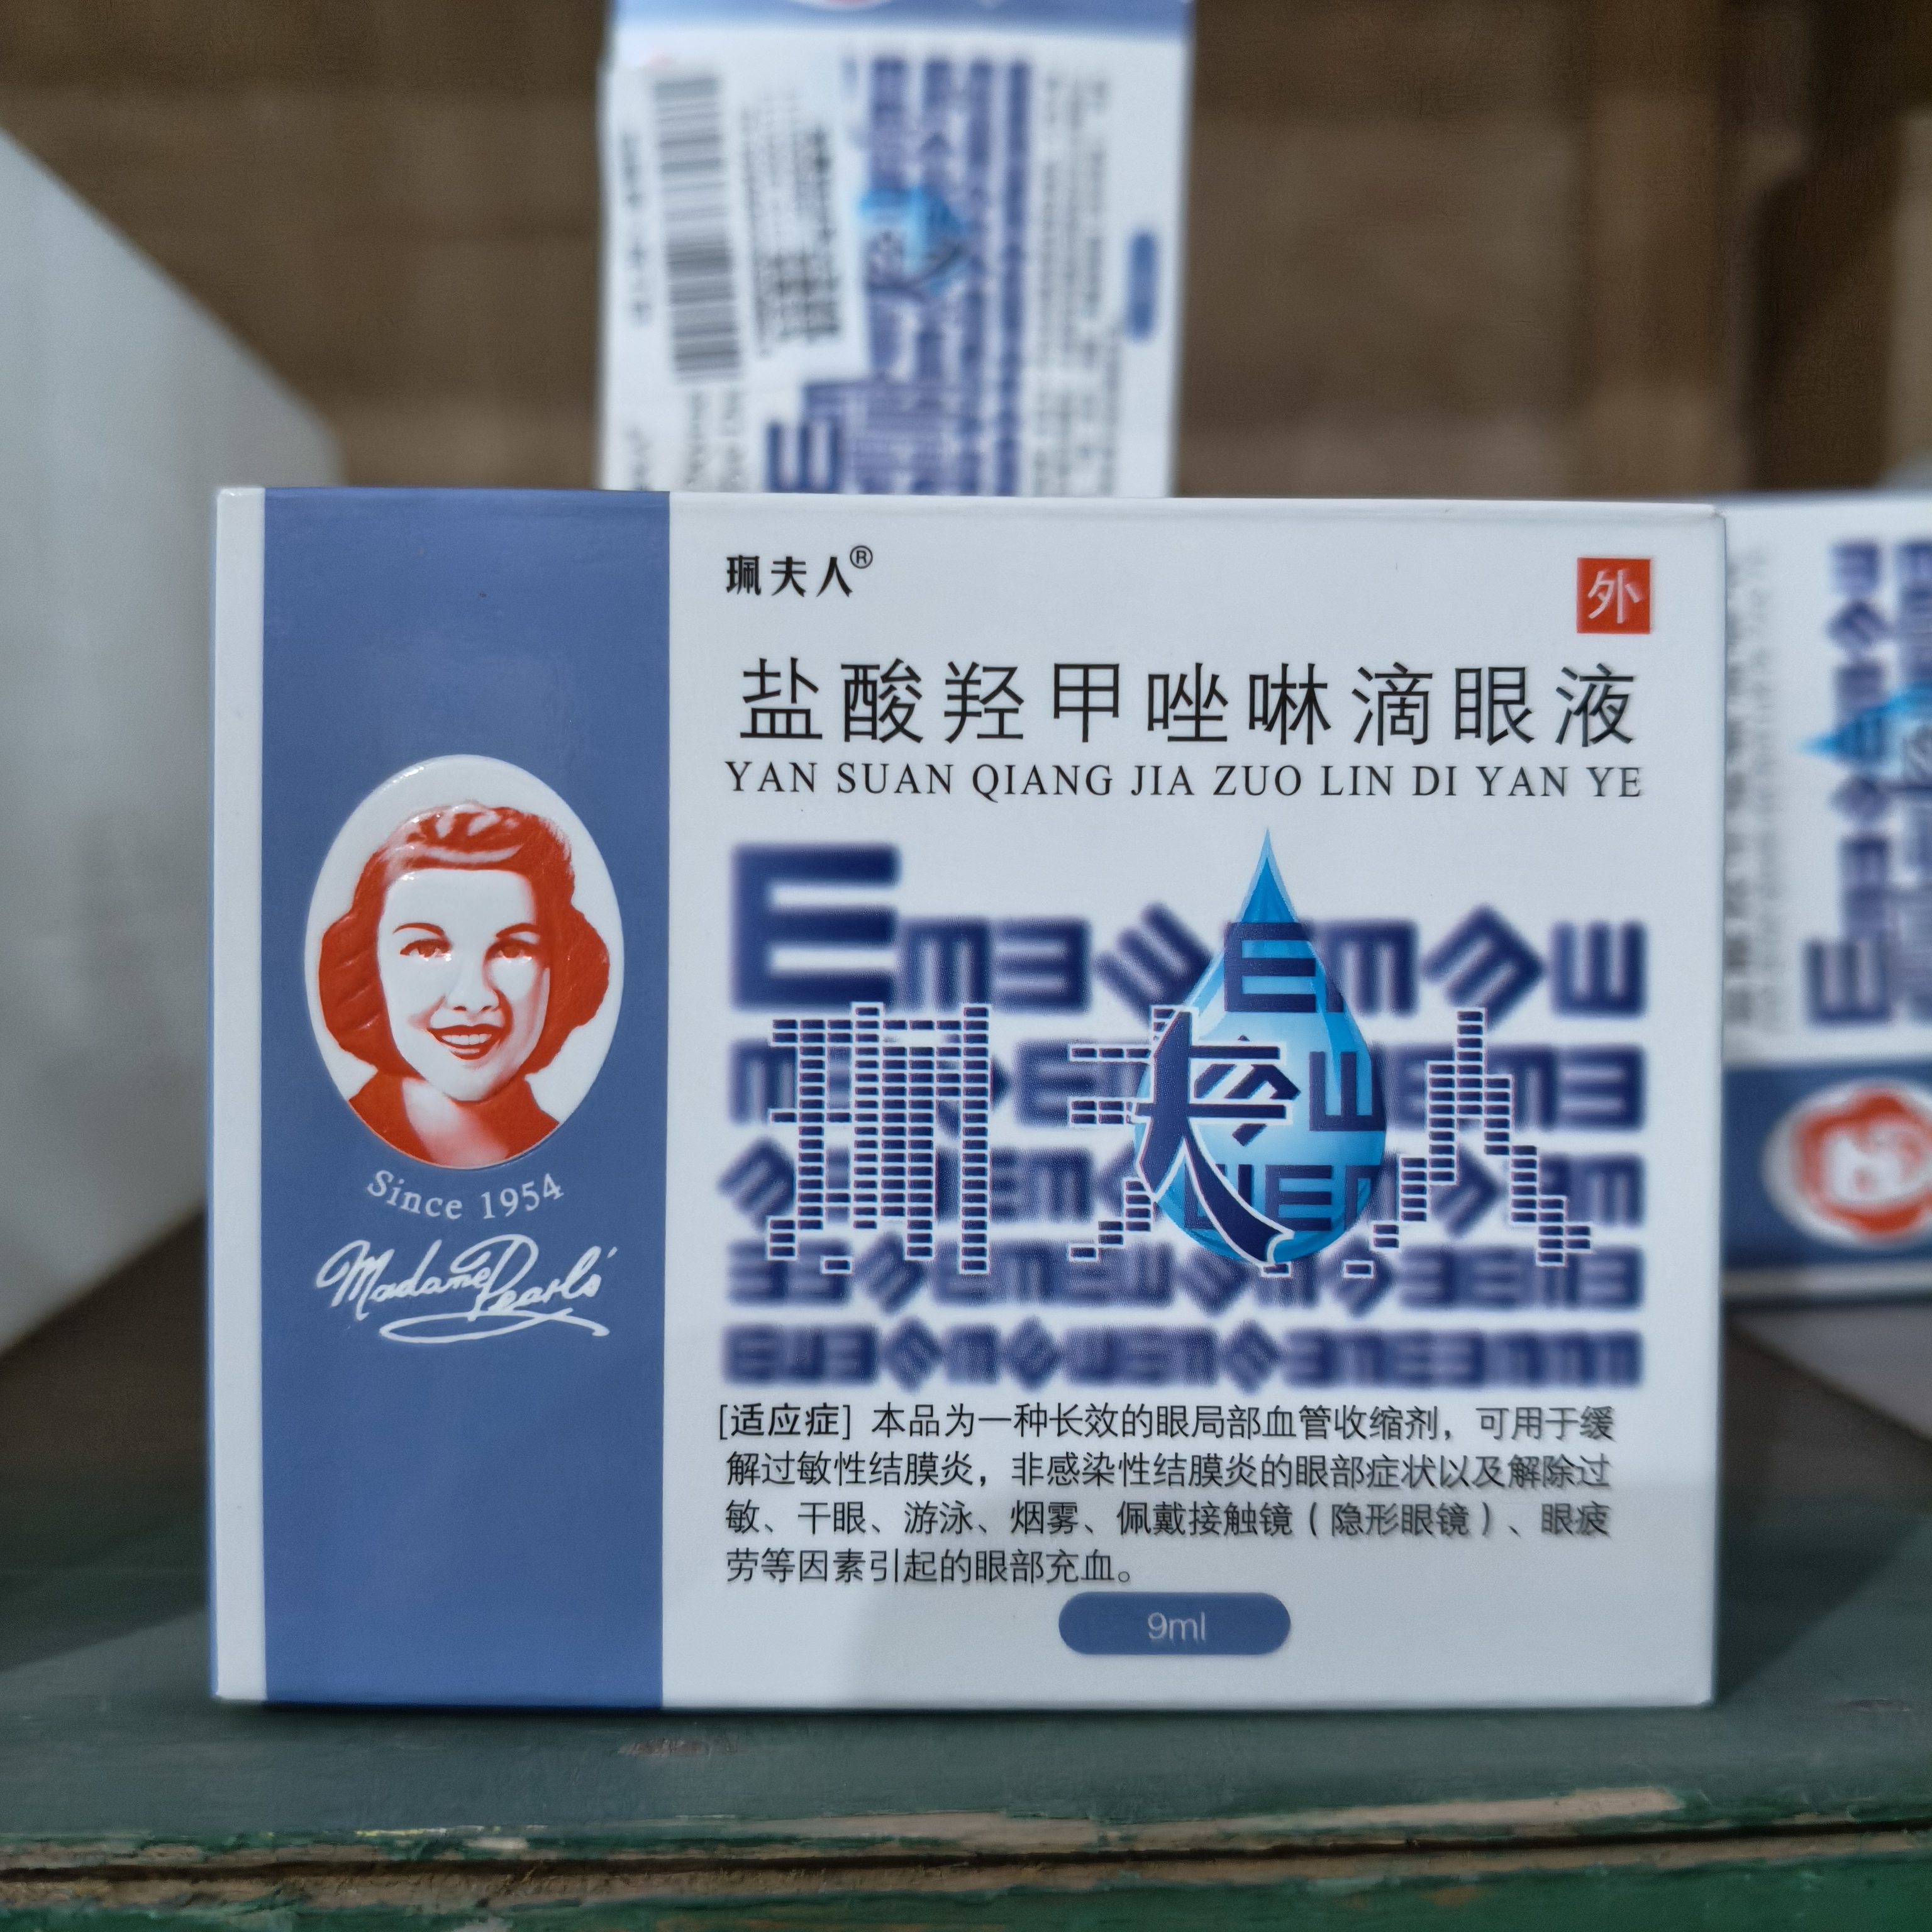 珮夫人®
外
盐酸羟甲唑啉滴眼液
YAN SUAN QIANG JIA ZUO LIN DI YAN YE
珮夫人
Since 1954
Madame Pearl's
[适应症] 本品为一种长效的眼局部血管收缩剂，可用于缓
解过敏性结膜炎，非感染性结膜炎的眼部症状以及解除过
敏、干眼、游泳、烟雾、佩戴接触镜（隐形眼镜）、眼疲
劳等因素引起的眼部充血。
9ml